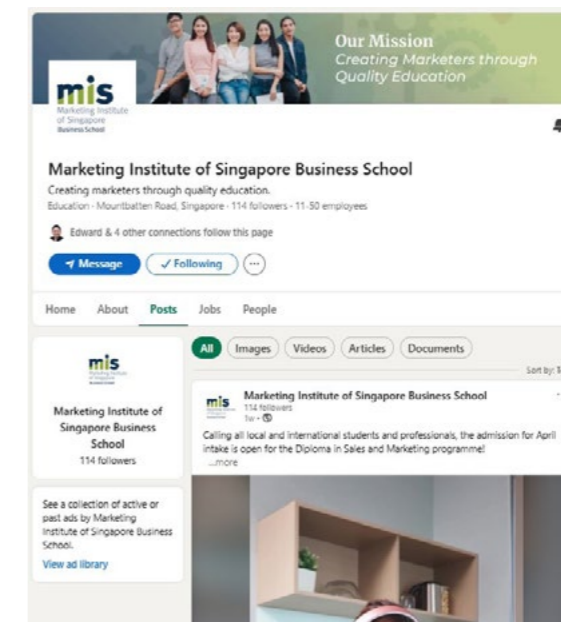 Our Mission
Creating Marketers through
Quality Education
mis
Marketing Institute
of Singapore
Business School
Marketing Institute of Singapore Business School
Creating marketers through quality education.
Education - Mountbatten Road, Singapore - 114 followers - 11-50 employees
Edward & 4 other connections follow this page
Message
Following
Home About Posts Jobs People
All Images Videos Articles Documents
Sort by:
mis
Marketing Institute of
Singapore Business
School
114 followers
mis
Marketing Institute of Singapore Business School
114 followers
1w
Calling all local and international students and professionals, the admission for April
intake is open for the Diploma in Sales and Marketing programme!
...more
See a collection of active or
past ads by Marketing
Institute of Singapore Business
School.
View ad library